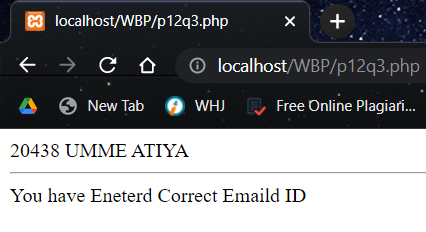 localhost/WBP/p12q3.php
localhost/WBP/p12q3.php
New Tab WHJ Free Online Plagiari...
20438 UMME ATIYA
You have Eneterd Correct Emaild ID